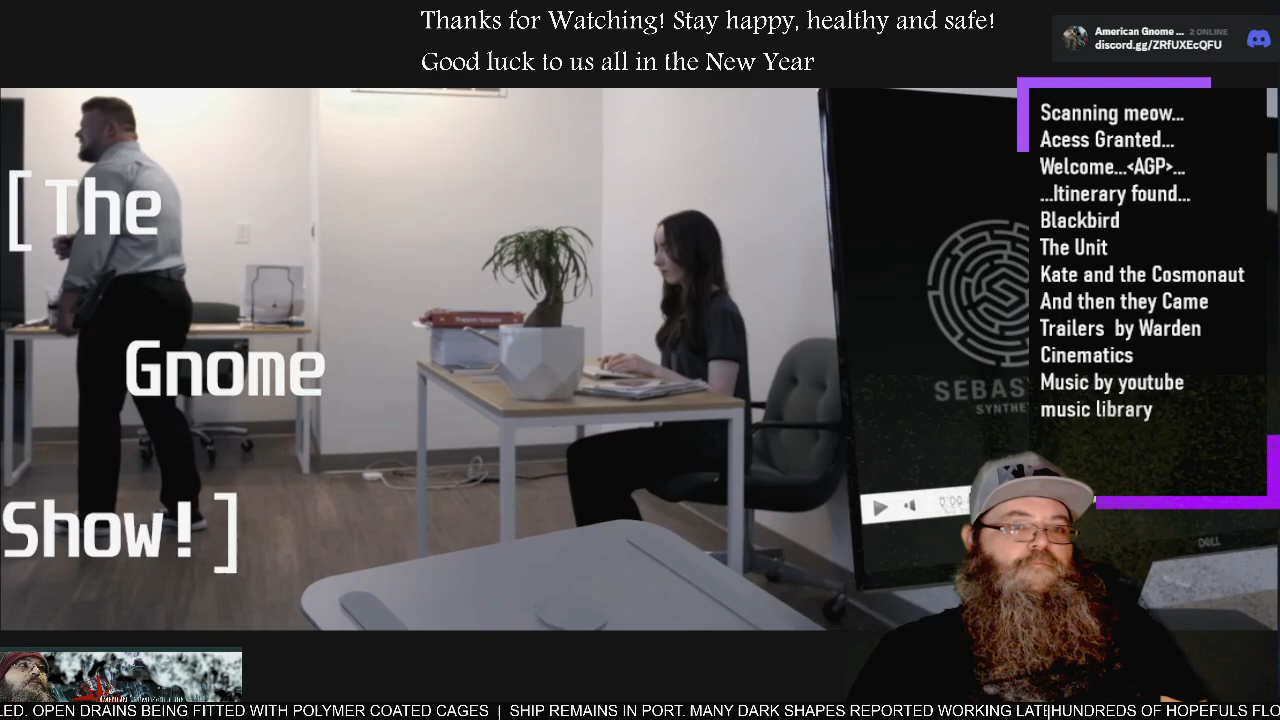 Thanks for Watching! Stay happy, healthy and safe!
Good luck to us all in the New Year
American Gnome ... 2 ONLINE
discord.gg/ZRfUXEcQFU
[The
Gnome
Show!]
Scanning meow...
Acess Granted...
Welcome...<AGP>...
...Itinerary found...
Blackbird
The Unit
Kate and the Cosmonaut
And then they Came
Trailers by Warden
Cinematics
Music by youtube
music library
SEBAS
SYNTHE
DELL
LED. OPEN DRAINS BEING FITTED WITH POLYMER COATED CAGES | SHIP REMAINS IN PORT. MANY DARK SHAPES REPORTED WORKING LATE|HUNDREDS OF HOPEFULS FLO